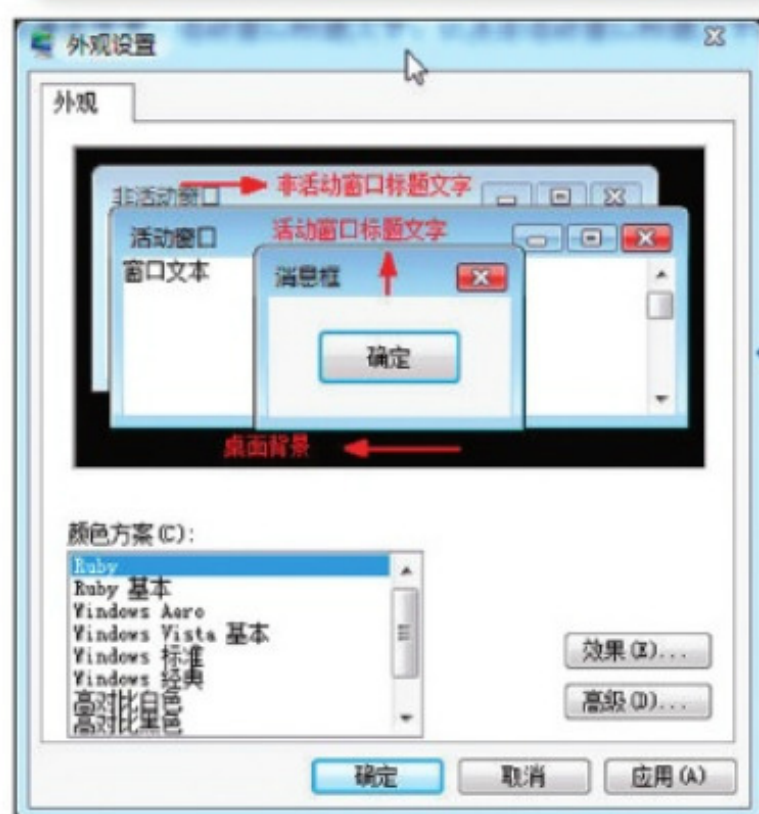 外观设置
外观
非活动窗口 非活动窗口标题文字
活动窗口 活动窗口标题文字
窗口文本 消息框
确定
桌面背景
颜色方案(C):
Ruby
Ruby 基本
Windows Aero
Windows Vista 基本
Windows 标准
Windows 经典
高对比白色
高对比黑色
效果(E)...
高级(D)...
确定 取消 应用(A)